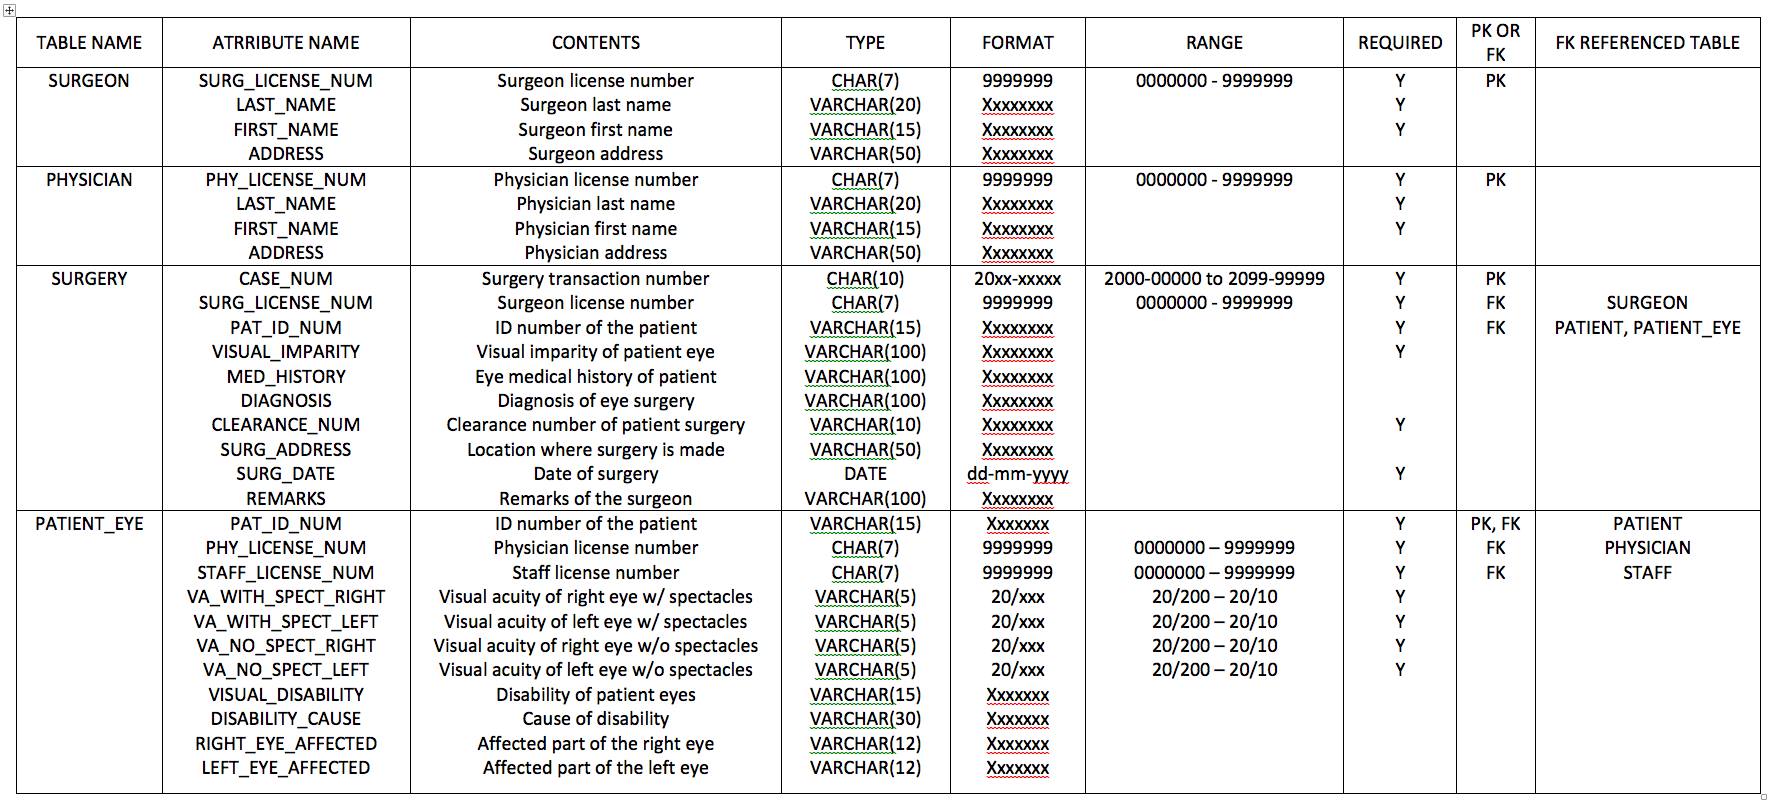 TABLE NAME ATRRIBUTE NAME CONTENTS TYPE FORMAT RANGE REQUIRED PK OR FK FK REFERENCED TABLE
SURGEON SURG_LICENSE_NUM Surgeon license number CHAR(7) 9999999 0000000 - 9999999 Y PK
LAST_NAME Surgeon last name VARCHAR(20) Xxxxxxxx Y
FIRST_NAME Surgeon first name VARCHAR(15) Xxxxxxxx Y
ADDRESS Surgeon address VARCHAR(50) Xxxxxxxx
PHYSICIAN PHY_LICENSE_NUM Physician license number CHAR(7) 9999999 0000000 - 9999999 Y PK
LAST_NAME Physician last name VARCHAR(20) Xxxxxxxx Y
FIRST_NAME Physician first name VARCHAR(15) Xxxxxxxx Y
ADDRESS Physician address VARCHAR(50) Xxxxxxxx
SURGERY CASE_NUM Surgery transaction number CHAR(10) 20xx-xxxxx 2000-00000 to 2099-99999 Y PK
SURG_LICENSE_NUM Surgeon license number CHAR(7) 9999999 0000000 - 9999999 Y FK SURGEON
PAT_ID_NUM ID number of the patient VARCHAR(15) Xxxxxxxx Y FK PATIENT, PATIENT_EYE
VISUAL_IMPARITY Visual imparity of patient eye VARCHAR(100) Xxxxxxxx Y
MED_HISTORY Eye medical history of patient VARCHAR(100) Xxxxxxxx
DIAGNOSIS Diagnosis of eye surgery VARCHAR(100) Xxxxxxxx
CLEARANCE_NUM Clearance number of patient surgery VARCHAR(10) Xxxxxxxx Y
SURG_ADDRESS Location where surgery is made VARCHAR(50) Xxxxxxxx
SURG_DATE Date of surgery DATE dd-mm-yyyy Y
REMARKS Remarks of the surgeon VARCHAR(100) Xxxxxxxx
PATIENT_EYE PAT_ID_NUM ID number of the patient VARCHAR(15) Xxxxxxx Y PK, FK PATIENT
PHY_LICENSE_NUM Physician license number CHAR(7) 9999999 0000000 – 9999999 Y FK PHYSICIAN
STAFF_LICENSE_NUM Staff license number CHAR(7) 9999999 0000000 – 9999999 Y FK STAFF
VA_WITH_SPECT_RIGHT Visual acuity of right eye w/ spectacles VARCHAR(5) 20/xxx 20/200 – 20/10 Y
VA_WITH_SPECT_LEFT Visual acuity of left eye w/ spectacles VARCHAR(5) 20/xxx 20/200 – 20/10 Y
VA_NO_SPECT_RIGHT Visual acuity of right eye w/o spectacles VARCHAR(5) 20/xxx 20/200 – 20/10 Y
VA_NO_SPECT_LEFT Visual acuity of left eye w/o spectacles VARCHAR(5) 20/xxx 20/200 – 20/10 Y
VISUAL_DISABILITY Disability of patient eyes VARCHAR(15) Xxxxxxx
DISABILITY_CAUSE Cause of disability VARCHAR(30) Xxxxxxx
RIGHT_EYE_AFFECTED Affected part of the right eye VARCHAR(12) Xxxxxxx
LEFT_EYE_AFFECTED Affected part of the left eye VARCHAR(12) Xxxxxxx